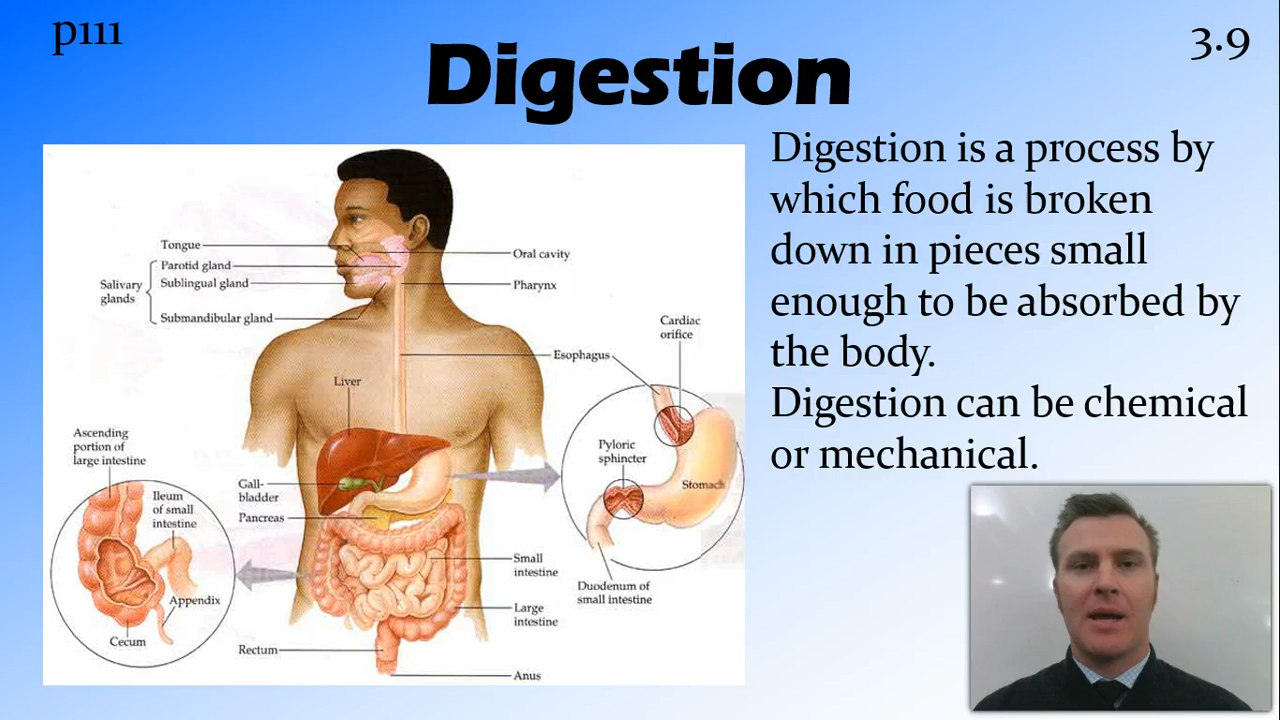 p111
3.9
Digestion
Digestion is a process by
which food is broken
down in pieces small
enough to be absorbed by
the body.
Digestion can be chemical
or mechanical.
Tongue
Parotid gland
Salivary
glands
Sublingual gland
Submandibular gland
Oral cavity
Pharynx
Esophagus
Cardiac
orifice
Liver
Pyloric
sphincter
Stomach
Duodenum of
small intestine
Ascending
portion of
large intestine
Ileum
of small
intestine
Appendix
Cecum
Gall-
bladder
Pancreas
Small
intestine
Large
intestine
Rectum
Anus